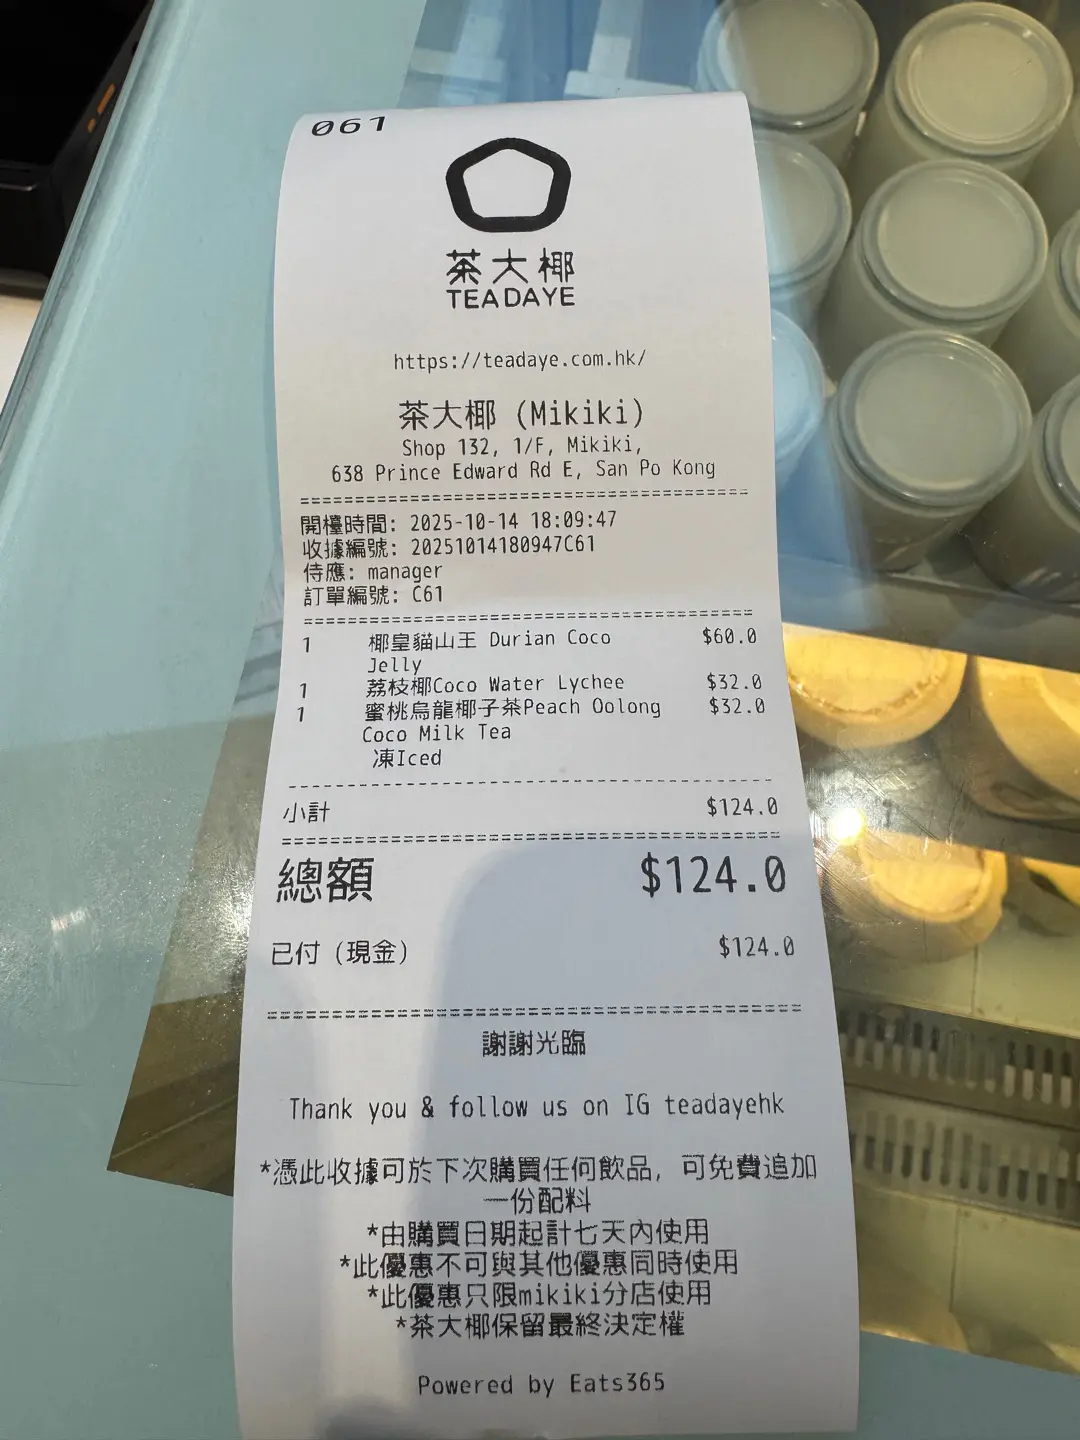 061
茶大椰
TEADAYE
https://teadaye.com.hk/
茶大椰 (Mikiki)
Shop 132, 1/F, Mikiki,
638 Prince Edward Rd E, San Po Kong
開檯時間: 2025-10-14 18:09:47
收據編號: 20251014180947C61
侍應: manager
訂單編號: C61
1 椰皇貓山王 Durian Coco $60.0
Jelly
1 荔枝椰Coco Water Lychee $32.0
1 蜜桃烏龍椰子茶Peach Oolong $32.0
Coco Milk Tea
凍Iced
小計 $124.0
總額 $124.0
已付 (現金) $124.0
謝謝光臨
Thank you & follow us on IG teadayehk
*憑此收據可於下次購買任何飲品, 可免費追加
一份配料
*由購買日期起計七天內使用
*此優惠不可與其他優惠同時使用
*此優惠只限mikiki分店使用
*茶大椰保留最終決定權
Powered by Eats365